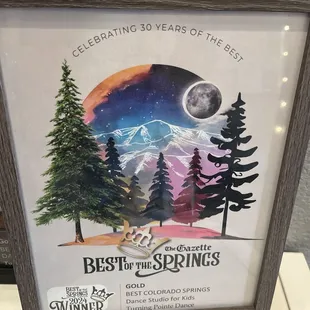 CELEBRATING 30 YEARS OF THE BEST
The Gazette
BEST OF THE SPRINGS
BEST OF THE
SPRINGS
2024
WINNER
GOLD
BEST COLORADO SPRINGS
Dance Studio for Kids
Turning Pointe Dance